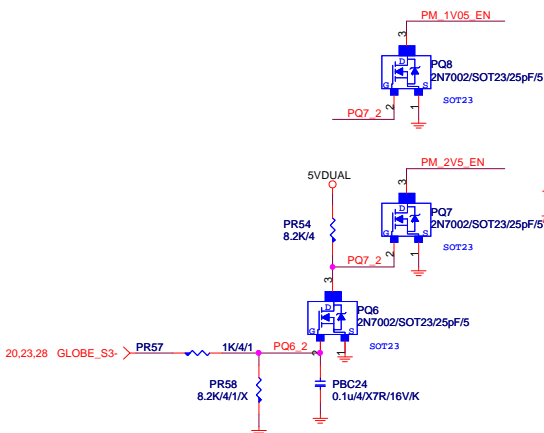 PM_1V05_EN
3
D
PQ8
2N7002/SOT23/25pF/5
G
S
SOT23
PQ7_2
2
1
PM_2V5_EN
5VDUAL
3
D
PQ7
2N7002/SOT23/25pF/5
PR54
8.2K/4
G
S
SOT23
PQ7_2
2
1
3
D
PQ6
2N7002/SOT23/25pF/5
G
S
SOT23
20,23,28 GLOBE_S3-
PR57
1K/4/1
PQ6_2
2
1
PR58
8.2K/4/1/X
PBC24
0.1u/4/X7R/16V/K